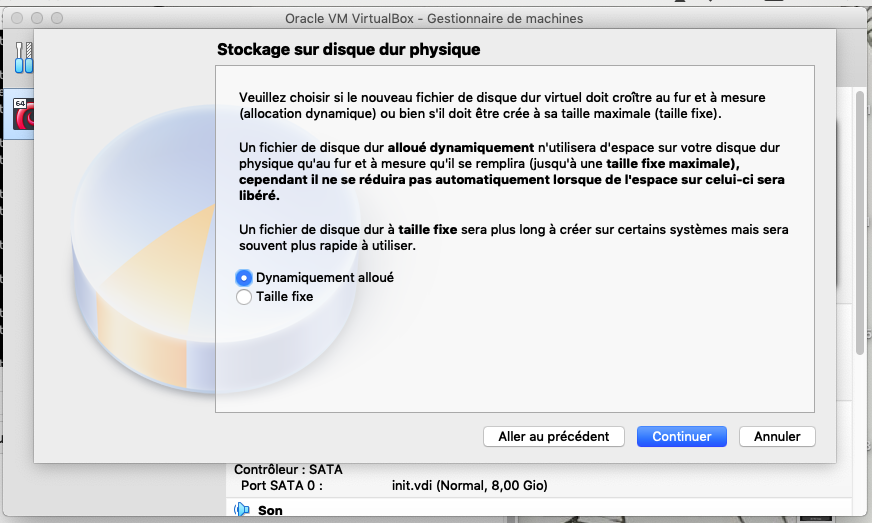 Oracle VM VirtualBox - Gestionnaire de machines
Stockage sur disque dur physique
64
Veuillez choisir si le nouveau fichier de disque dur virtuel doit croître au fur et à mesure
(allocation dynamique) ou bien s'il doit être crée à sa taille maximale (taille fixe).
Un fichier de disque dur alloué dynamiquement n'utilisera d'espace sur votre disque dur
physique qu'au fur et à mesure qu'il se remplira (jusqu'à une taille fixe maximale),
cependant il ne se réduira pas automatiquement lorsque de l'espace sur celui-ci sera
libéré.
Un fichier de disque dur à taille fixe sera plus long à créer sur certains systèmes mais sera
souvent plus rapide à utiliser.
Dynamiquement alloué
Taille fixe
Aller au précédent
Continuer
Annuler
Contrôleur : SATA
Port SATA 0 : init.vdi (Normal, 8,00 Gio)
Son